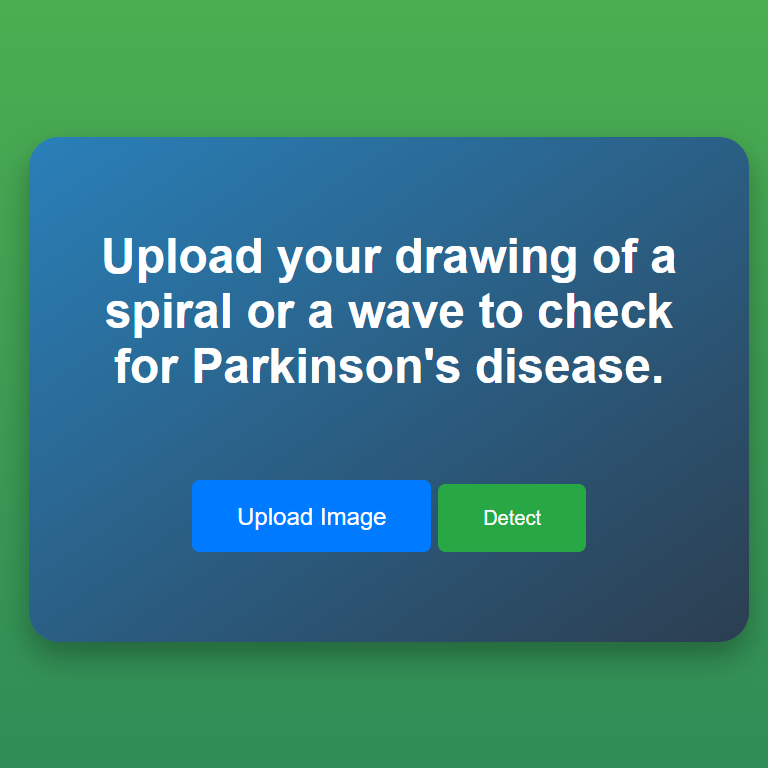 Upload your drawing of a
spiral or a wave to check
for Parkinson's disease.
Upload Image
Detect